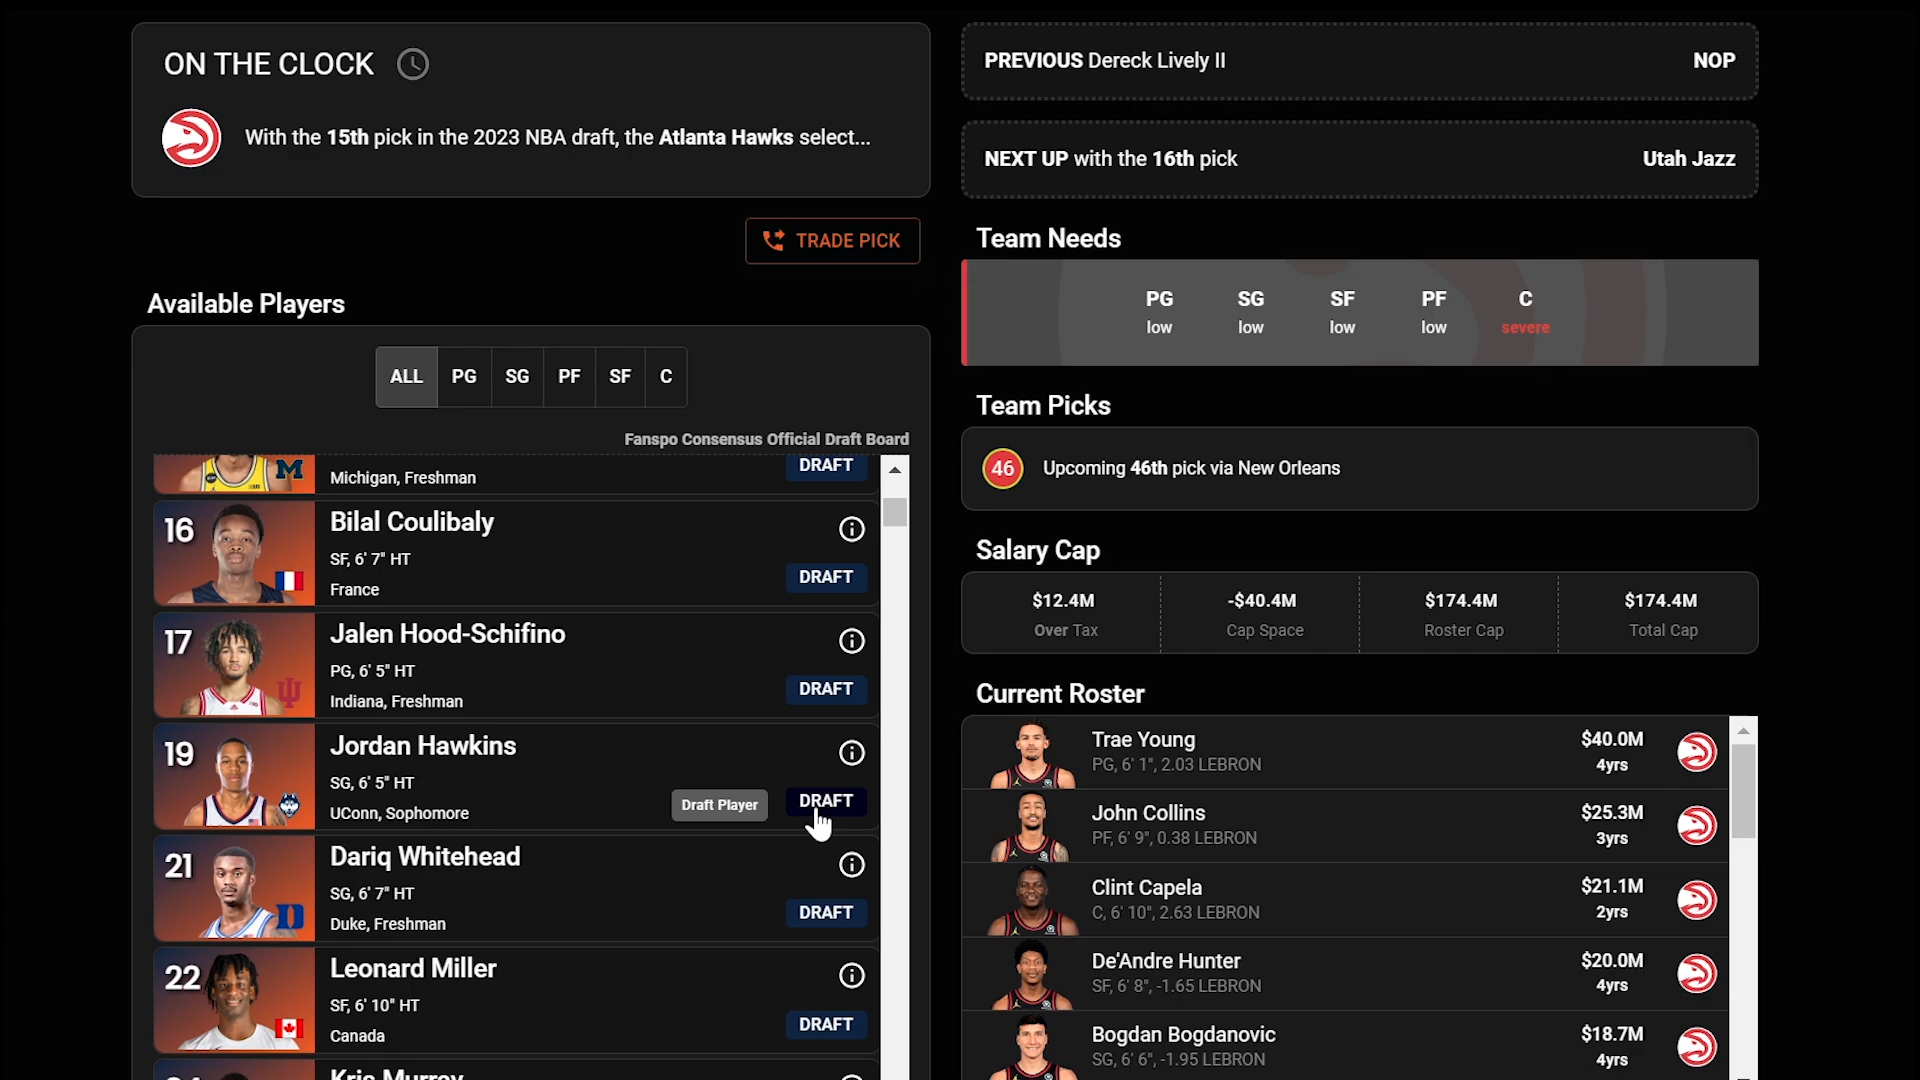 ON THE CLOCK
With the 15th pick in the 2023 NBA draft, the Atlanta Hawks select...
TRADE PICK
Available Players
ALL PG SG PF SF C
Fanspo Consensus Official Draft Board
Michigan, Freshman
DRAFT
16
Bilal Coulibaly
SF, 6' 7" HT
France
DRAFT
17
Jalen Hood-Schifino
PG, 6' 5" HT
Indiana, Freshman
DRAFT
19
Jordan Hawkins
SG, 6' 5" HT
UConn, Sophomore
Draft Player
DRAFT
21
Dariq Whitehead
SG, 6' 7" HT
Duke, Freshman
DRAFT
22
Leonard Miller
SF, 6' 10" HT
Canada
DRAFT
Kris Murray
PREVIOUS Dereck Lively II NOP
NEXT UP with the 16th pick Utah Jazz
Team Needs
PG SG SF PF C
low low low low severe
Team Picks
46 Upcoming 46th pick via New Orleans
Salary Cap
$12.4M -$40.4M $174.4M $174.4M
Over Tax Cap Space Roster Cap Total Cap
Current Roster
Trae Young $40.0M
PG, 6' 1", 2.03 LEBRON 4yrs
John Collins $25.3M
PF, 6' 9", 0.38 LEBRON 3yrs
Clint Capela $21.1M
C, 6' 10", 2.63 LEBRON 2yrs
De'Andre Hunter $20.0M
SF, 6' 8", -1.65 LEBRON 4yrs
Bogdan Bogdanovic $18.7M
SG, 6' 6", -1.95 LEBRON 4yrs